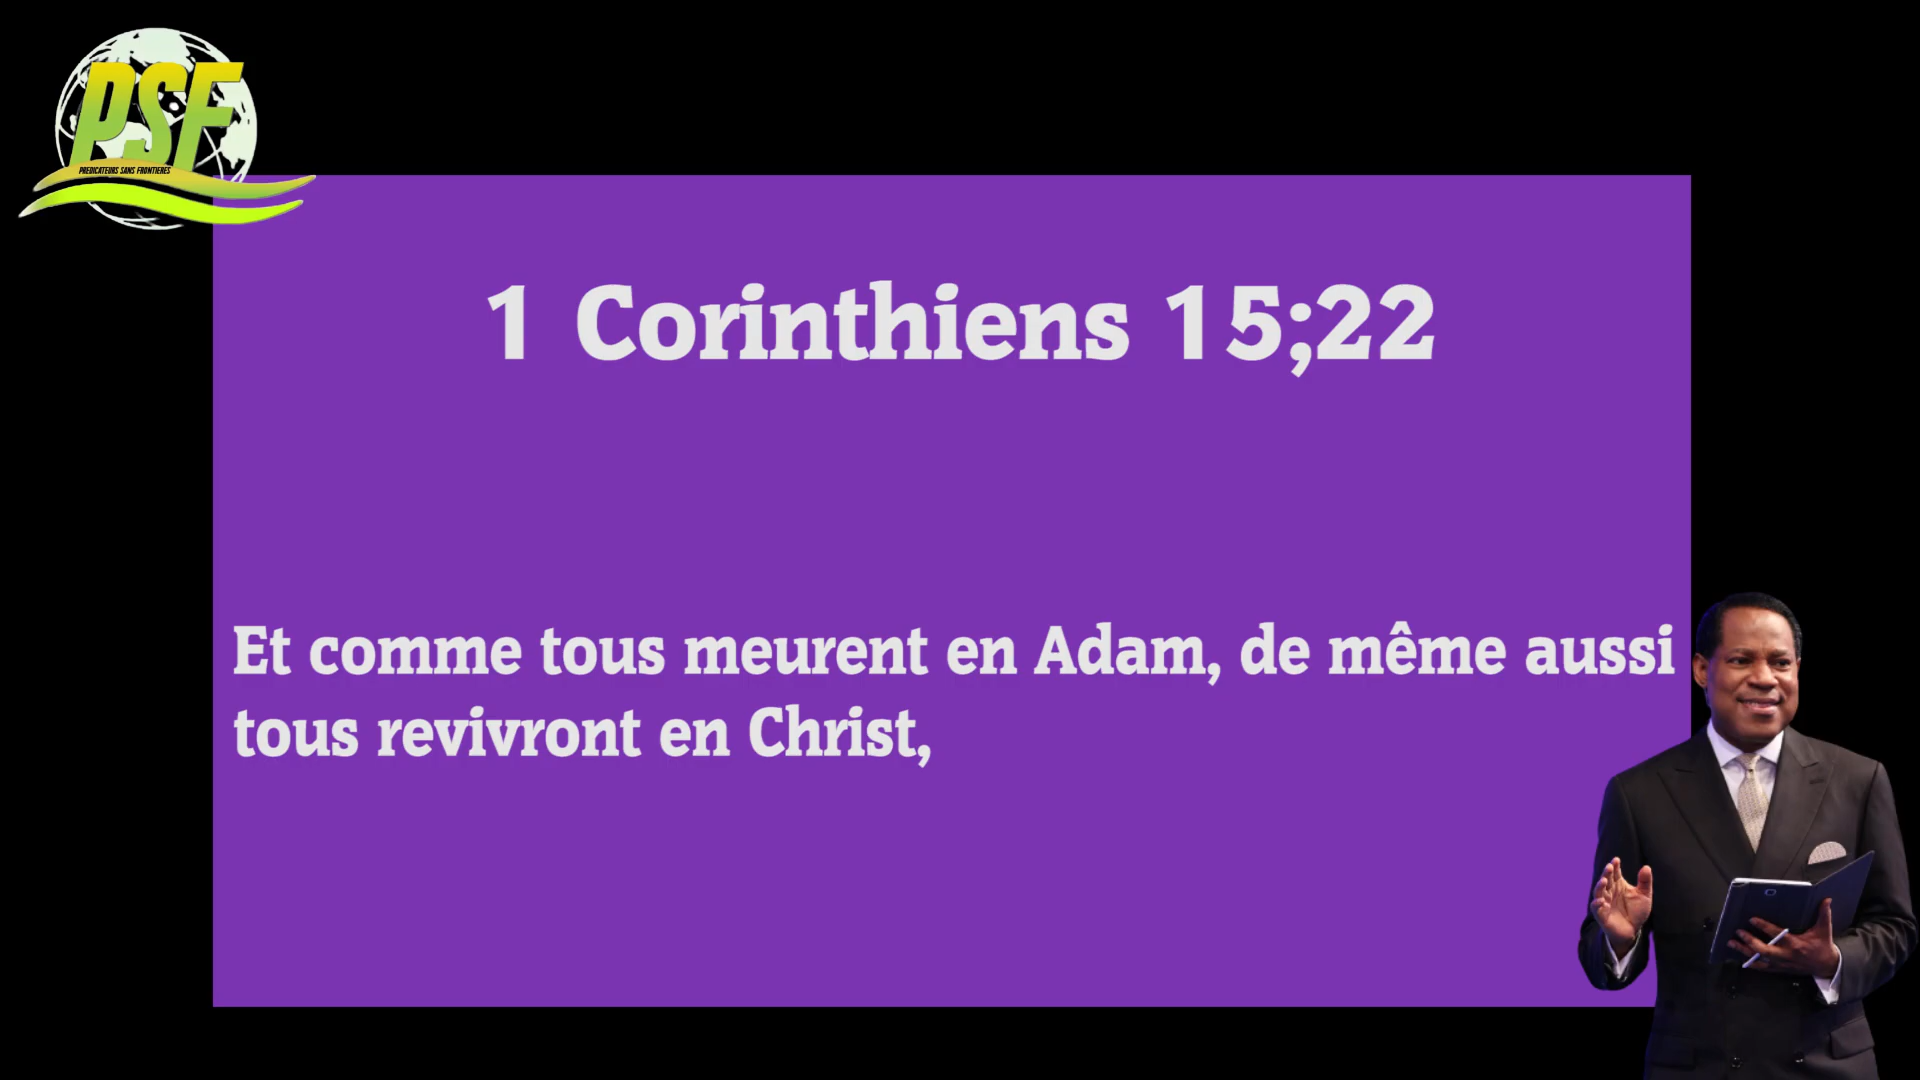 PSF
PREDICATEURS SANS FRONTIERES
1 Corinthiens 15;22
Et comme tous meurent en Adam, de même aussi
tous revivront en Christ,